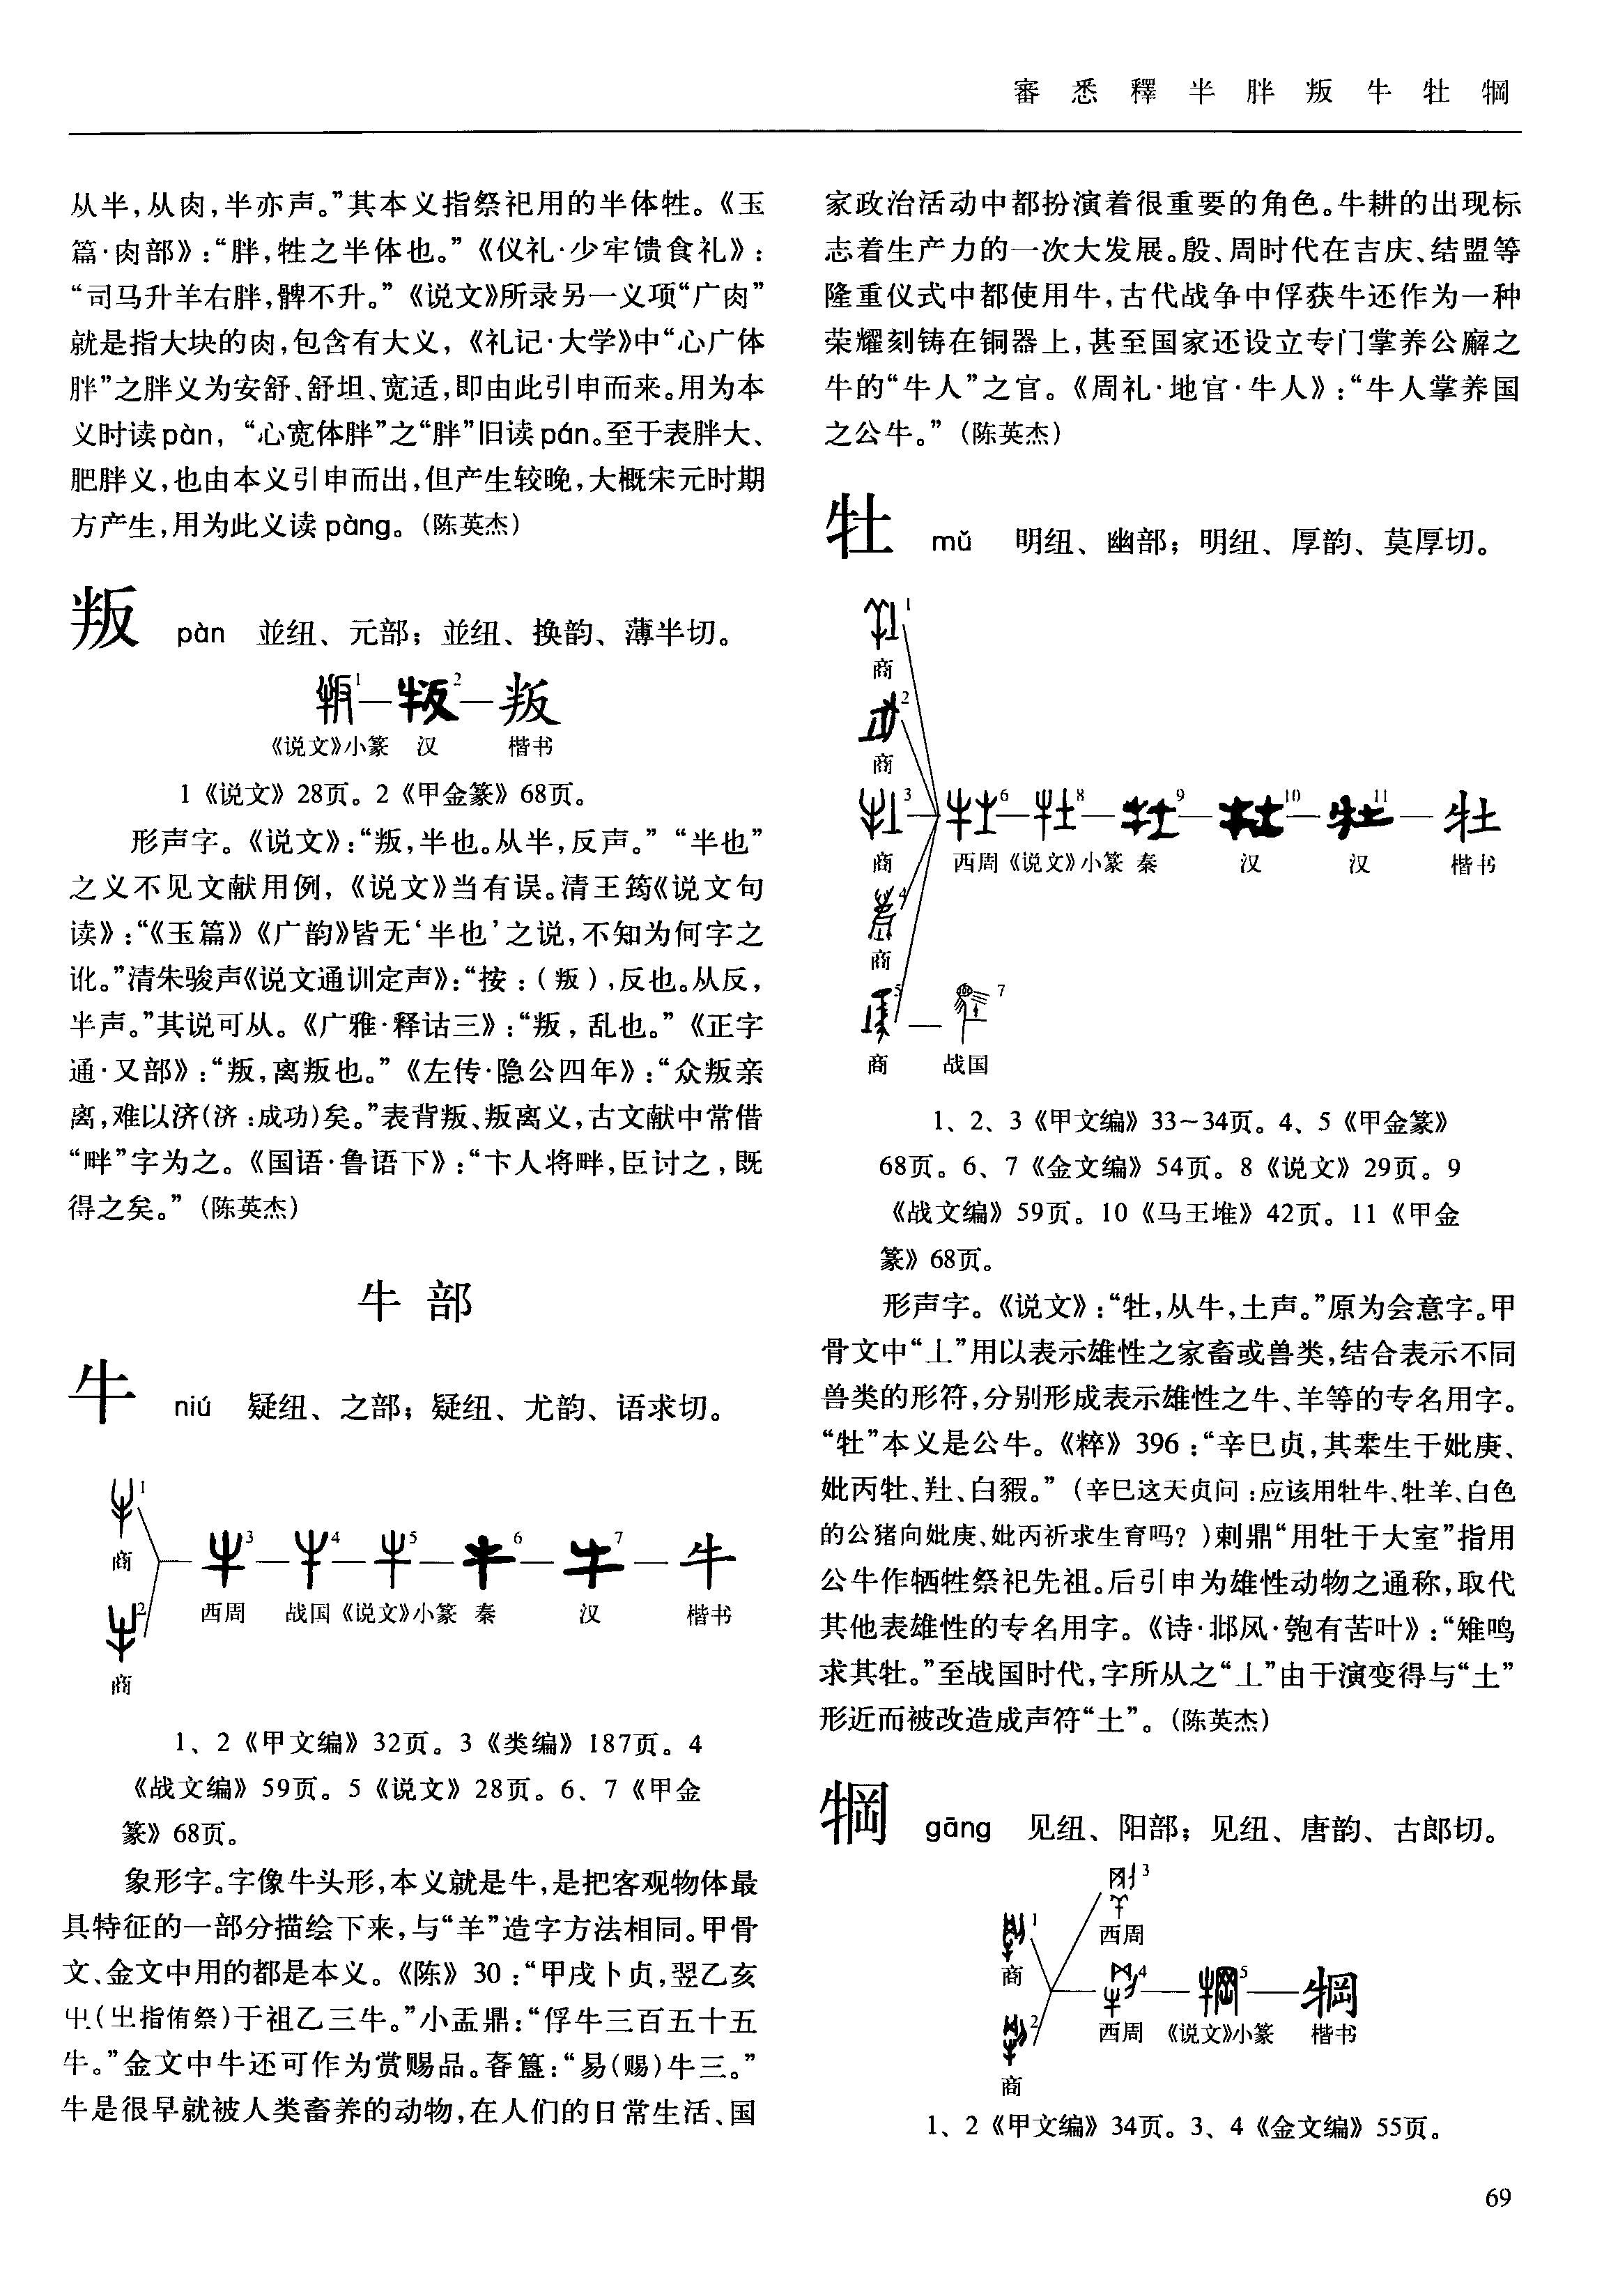 審 悉 釋 半 胖 叛 牛 牡 犅
从半,从肉,半亦声。”其本义指祭祀用的半体牲。《玉
篇·肉部》:“胖,牲之半体也。”《仪礼·少牢馈食礼》:
“司马升羊右胖,髀不升。”《说文》所录另一义项“广肉”
就是指大块的肉,包含有大义,《礼记·大学》中“心广体
胖”之胖义为安舒、舒坦、宽适,即由此引申而来。用为本
义时读pàn,“心宽体胖”之“胖”旧读pán。至于表胖大、
肥胖义,也由本义引申而出,但产生较晚,大概宋元时期
方产生,用为此义读 pàng。(陈英杰)
叛 pàn 並纽、元部;並纽、换韵、薄半切。
1 2 叛
《说文》小篆 汉 楷书
1《说文》28页。2《甲金篆》68页。
形声字。《说文》:“叛,半也。从半,反声。”“半也”
之义不见文献用例,《说文》当有误。清王筠《说文句
读》:“《玉篇》《广韵》皆无‘半也’之说,不知为何字之
讹。”清朱骏声《说文通训定声》:“按:(叛),反也。从反,
半声。”其说可从。《广雅·释诂三》:“叛,乱也。”《正字
通·又部》:“叛,离叛也。”《左传·隐公四年》:“众叛亲
离,难以济(济:成功)矣。”表背叛、叛离义,古文献中常借
“畔”字为之。《国语·鲁语下》:“卞人将畔,臣讨之,既
得之矣。”(陈英杰)
牛 部
牛 niú 疑纽、之部;疑纽、尤韵、语求切。
1
商
3 4 5 6 7 牛
2 西周 战国《说文》小篆 秦 汉 楷书
商
1、2《甲文编》32页。3《类编》187页。4
《战文编》59页。5《说文》28页。6、7《甲金
篆》68页。
象形字。字像牛头形,本义就是牛,是把客观物体最
具特征的一部分描绘下来,与“羊”造字方法相同。甲骨
文、金文中用的都是本义。《陈》30:“甲戌卜贞,翌乙亥
㞢(㞢指侑祭)于祖乙三牛。”小盂鼎:“俘牛三百五十五
牛。”金文中牛还可作为赏赐品。簋:“易(赐)牛三。”
牛是很早就被人类畜养的动物,在人们的日常生活、国
家政治活动中都扮演着很重要的角色。牛耕的出现标
志着生产力的一次大发展。殷、周时代在吉庆、结盟等
隆重仪式中都使用牛,古代战争中俘获牛还作为一种
荣耀刻铸在铜器上,甚至国家还设立专门掌养公廨之
牛的“牛人”之官。《周礼·地官·牛人》:“牛人掌养国
之公牛。”(陈英杰)
牡 mǔ 明纽、幽部;明纽、厚韵、莫厚切。
1
商
2
商
3 6 8 9 10 11 牡
商 西周《说文》小篆 秦 汉 汉 楷书
4
商
5 7
商 战国
1、2、3《甲文编》33~34页。4、5《甲金篆》
68页。6、7《金文编》54页。8《说文》29页。9
《战文编》59页。10《马王堆》42页。11《甲金
篆》68页。
形声字。《说文》:“牡,从牛,土声。”原为会意字。甲
骨文中“丄”用以表示雄性之家畜或兽类,结合表示不同
兽类的形符,分别形成表示雄性之牛、羊等的专名用字。
“牡”本义是公牛。《粹》396:“辛巳贞,其𠦪生于妣庚、
妣丙牡、𦍩、白豭。”(辛巳这天贞问:应该用牡牛、牡羊、白色
的公猪向妣庚、妣丙祈求生育吗?)剌鼎“用牡于大室”指用
公牛作牺牲祭祀先祖。后引申为雄性动物之通称,取代
其他表雄性的专名用字。《诗·邶风·匏有苦叶》:“雉鸣
求其牡。”至战国时代,字所从之“丄”由于演变得与“土”
形近而被改造成声符“土”。(陈英杰)
犅 gāng 见纽、阳部;见纽、唐韵、古郎切。
3
1 西周
商
4 5 犅
2 西周 《说文》小篆 楷书
商
1、2《甲文编》34页。3、4《金文编》55页。
69